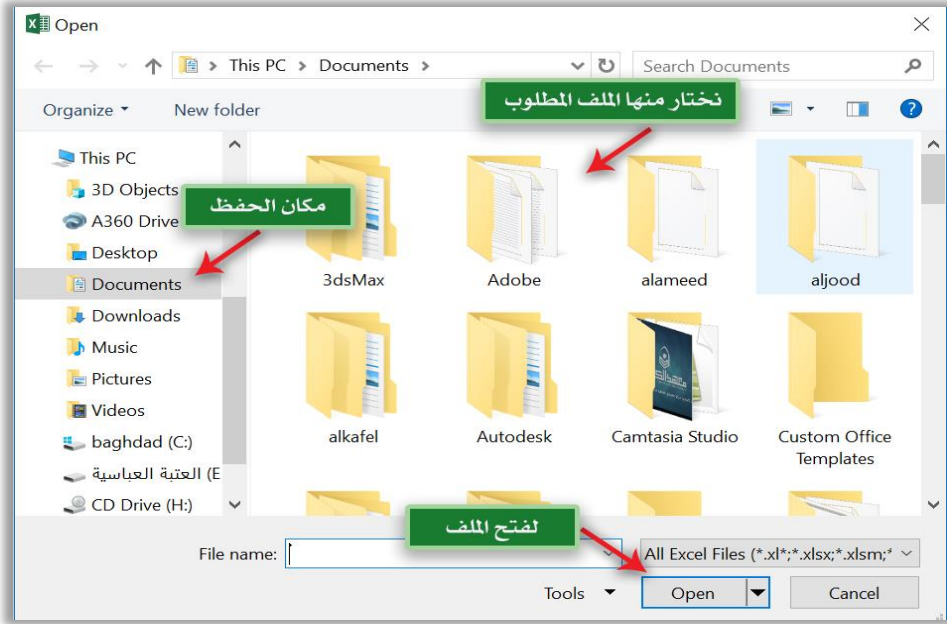 Open
This PC > Documents >
Search Documents
Organize
New folder
نختار منها الملف المطلوب
This PC
3D Objects
A360 Drive
Desktop
Documents
Downloads
Music
Pictures
Videos
baghdad (C:)
العتبة العباسية (E
CD Drive (H:)
مكان الحفظ
3dsMax
Adobe
alameed
aljood
alkafel
Autodesk
Camtasia Studio
Custom Office
Templates
لفتح الملف
File name:
All Excel Files (*.xl*;*.xlsx;*.xlsm;*
Tools
Open
Cancel